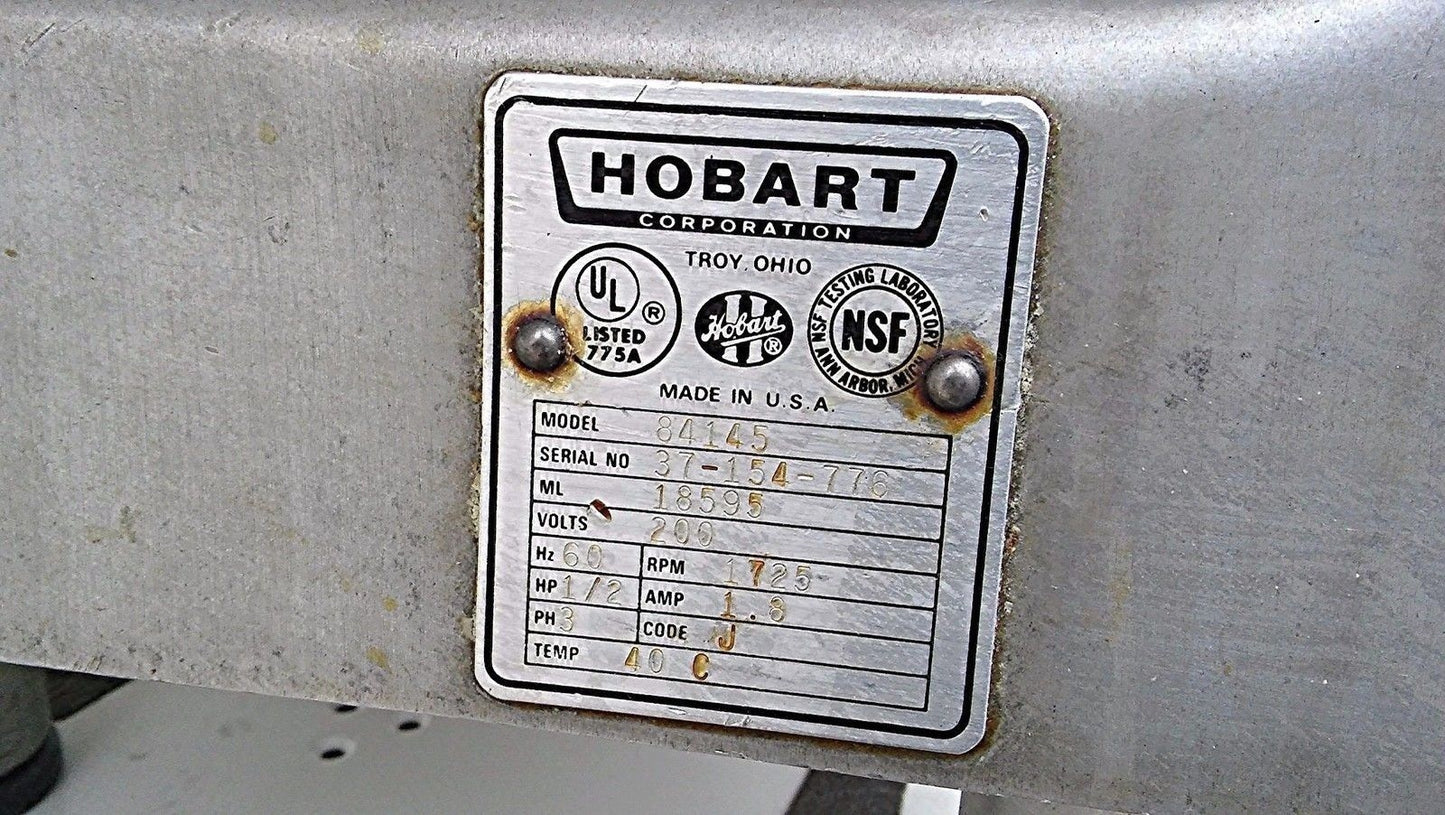 HOBART
CORPORATION
TROY, OHIO
UL ®
LISTED
775A
Hobart ®
NSF TESTING LABORATORY
NSF
ANN ARBOR, MICH
MADE IN U.S.A.
MODEL 84145
SERIAL NO 37-154-776
ML 18595
VOLTS 200
Hz 60 RPM 1725
HP 1/2 AMP 1.8
PH 3 CODE J
TEMP 40 C